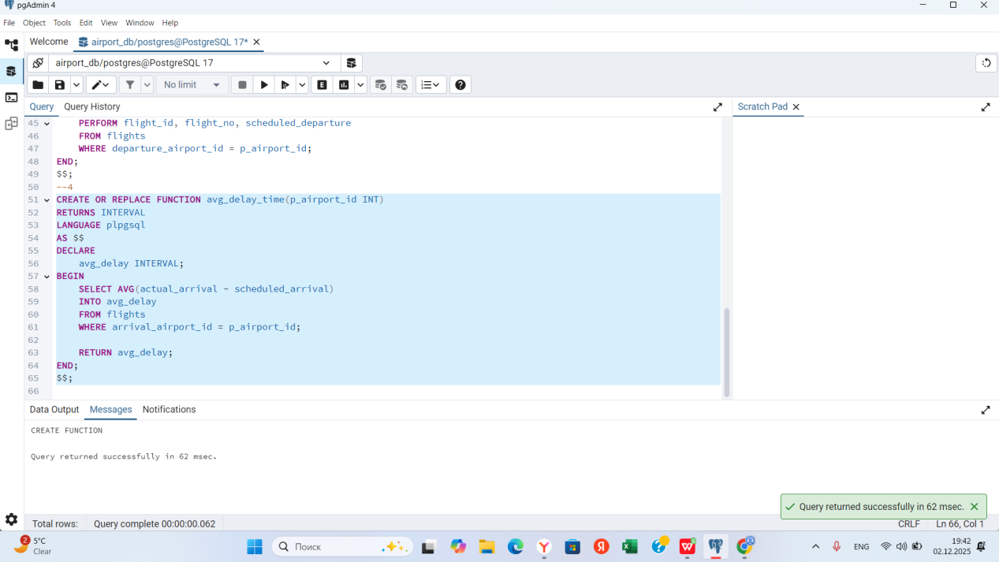 pgAdmin 4
File Object Tools Edit View Window Help
Welcome airport_db/postgres@PostgreSQL 17*
airport_db/postgres@PostgreSQL 17
No limit
Query Query History
Scratch Pad
45 PERFORM flight_id, flight_no, scheduled_departure
46 FROM flights
47 WHERE departure_airport_id = p_airport_id;
48 END;
49 $$;
50 --4
51 CREATE OR REPLACE FUNCTION avg_delay_time(p_airport_id INT)
52 RETURNS INTERVAL
53 LANGUAGE plpgsql
54 AS $$
55 DECLARE
56 avg_delay INTERVAL;
57 BEGIN
58 SELECT AVG(actual_arrival - scheduled_arrival)
59 INTO avg_delay
60 FROM flights
61 WHERE arrival_airport_id = p_airport_id;
62
63 RETURN avg_delay;
64 END;
65 $$;
66
Data Output Messages Notifications
CREATE FUNCTION
Query returned successfully in 62 msec.
Query returned successfully in 62 msec.
Total rows: Query complete 00:00:00.062 CRLF Ln 66, Col 1
2 5°C
Clear
Поиск
ENG
19:42
02.12.2025